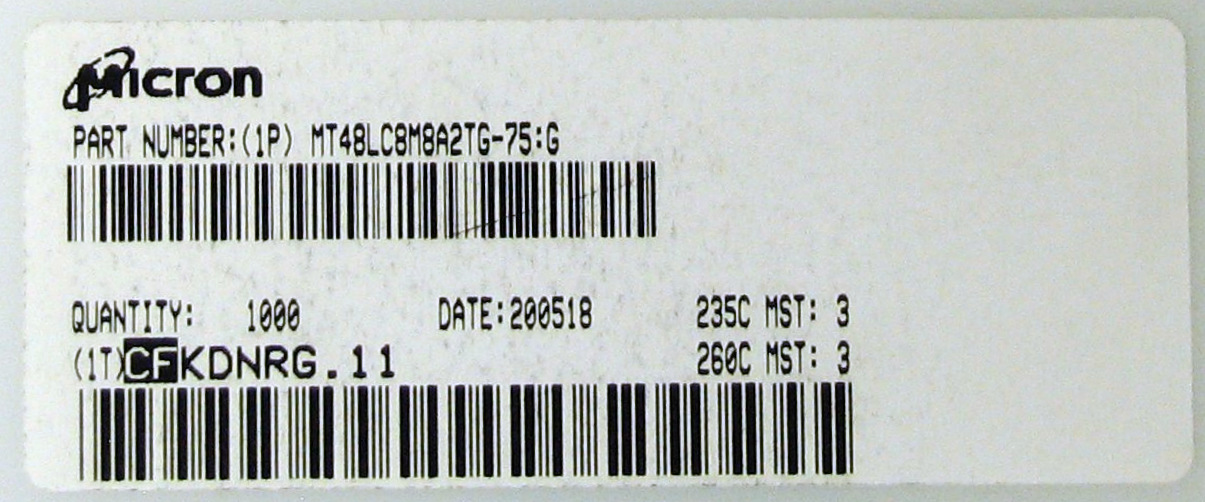 Micron
PART NUMBER:(1P) MT48LC8M8A2TG-75:G
QUANTITY: 1000 DATE:200518 235C MST: 3
(1T)CFKDNRG.11 260C MST: 3